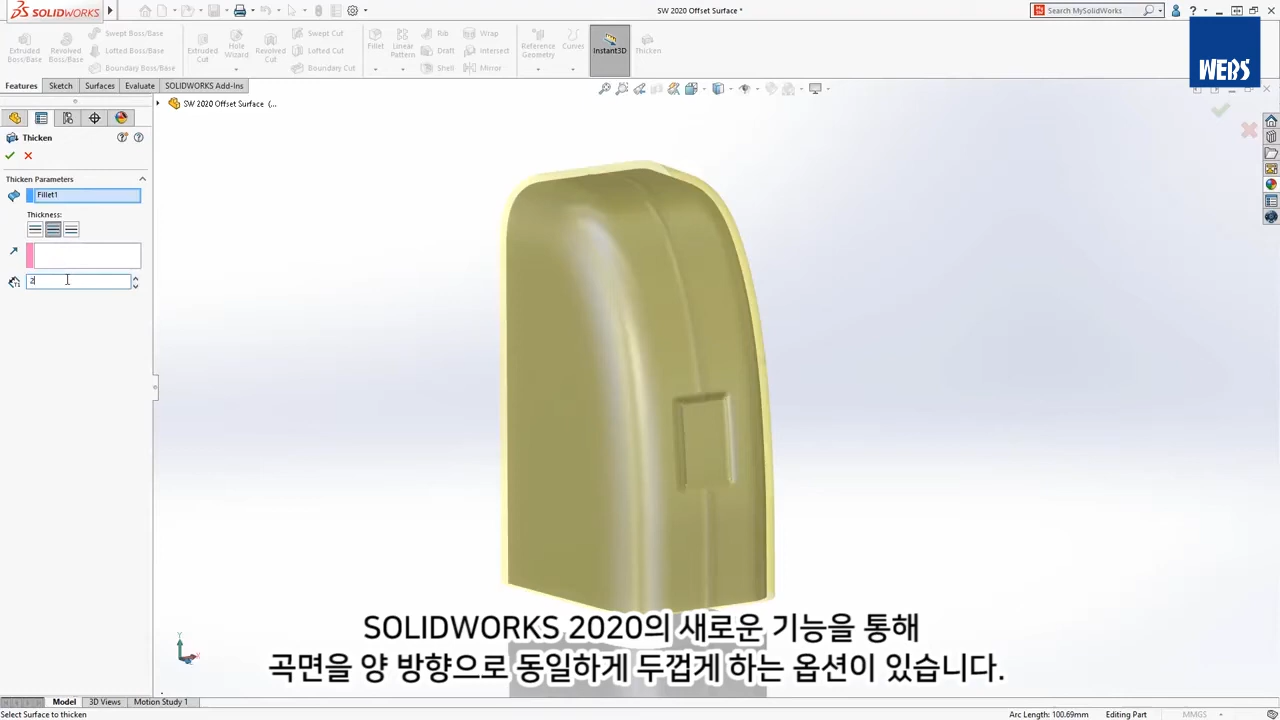 SOLIDWORKS
SW 2020 Offset Surface *
Search MySolidWorks
WEBS
Extruded Boss/Base
Revolved Boss/Base
Swept Boss/Base
Lofted Boss/Base
Boundary Boss/Base
Extruded Cut
Hole Wizard
Revolved Cut
Swept Cut
Lofted Cut
Boundary Cut
Fillet
Linear Pattern
Rib
Draft
Shell
Wrap
Intersect
Mirror
Reference Geometry
Curves
Instant3D
Thicken
Features
Sketch
Surfaces
Evaluate
SOLIDWORKS Add-Ins
SW 2020 Offset Surface (...
Thicken
Thicken Parameters
Fillet1
Thickness:
2
Y
SOLIDWORKS 2020의 새로운 기능을 통해
곡면을 양 방향으로 동일하게 두껍게 하는 옵션이 있습니다.
Model
3D Views
Motion Study 1
Select Surface to thicken
Arc Length: 100.69mm
Editing Part
MMGS